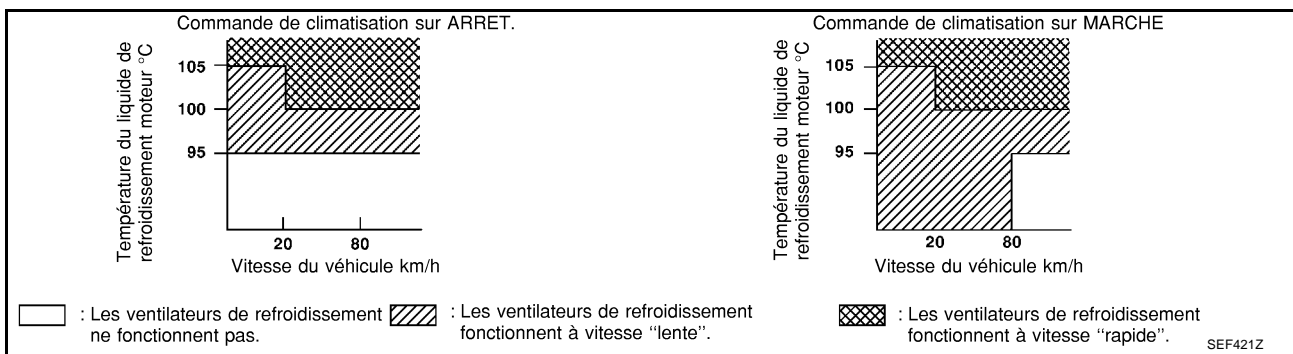 Commande de climatisation sur ARRET.
Température du liquide de
refroidissement moteur °C
105
100
95
20
80
Vitesse du véhicule km/h
Commande de climatisation sur MARCHE
Température du liquide de
refroidissement moteur °C
105
100
95
20
80
Vitesse du véhicule km/h
: Les ventilateurs de refroidissement
ne fonctionnent pas.
: Les ventilateurs de refroidissement
fonctionnent à vitesse “lente”.
: Les ventilateurs de refroidissement
fonctionnent à vitesse “rapide”.
SEF421Z